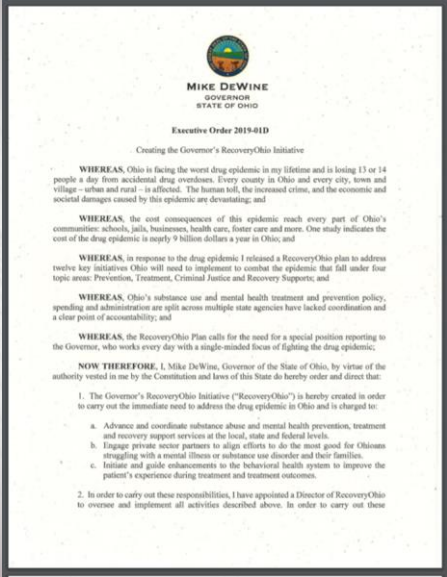 MIKE DEWINE
GOVERNOR
STATE OF OHIO
Executive Order 2019-01D
Creating the Governor's RecoveryOhio Initiative
WHEREAS, Ohio is facing the worst drug epidemic in my lifetime and is losing 13 or 14
people a day from accidental drug overdoses. Every county in Ohio and every city, town and
village – urban and rural – is affected. The human toll, the increased crime, and the economic and
societal damages caused by this epidemic are devastating; and
WHEREAS, the cost consequences of this epidemic reach every part of Ohio's
communities: schools, jails, businesses, health care, foster care and more. One study indicates the
cost of the drug epidemic is nearly 9 billion dollars a year in Ohio; and
WHEREAS, in response to the drug epidemic I released a RecoveryOhio plan to address
twelve key initiatives Ohio will need to implement to combat the epidemic that fall under four
topic areas: Prevention, Treatment, Criminal Justice and Recovery Supports; and
WHEREAS, Ohio's substance use and mental health treatment and prevention policy,
spending and administration are split across multiple state agencies have lacked coordination and
a clear point of accountability; and
WHEREAS, the RecoveryOhio Plan calls for the need for a special position reporting to
the Governor, who works every day with a single-minded focus of fighting the drug epidemic;
NOW THEREFORE, I, Mike DeWine, Governor of the State of Ohio, by virtue of the
authority vested in me by the Constitution and laws of this State do hereby order and direct that:
1. The Governor's RecoveryOhio Initiative ("RecoveryOhio") is hereby created in order
to carry out the immediate need to address the drug epidemic in Ohio and is charged to:
a. Advance and coordinate substance abuse and mental health prevention, treatment
and recovery support services at the local, state and federal levels.
b. Engage private sector partners to align efforts to do the most good for Ohioans
struggling with a mental illness or substance use disorder and their families.
c. Initiate and guide enhancements to the behavioral health system to improve the
patient's experience during treatment and treatment outcomes.
2. In order to carry out these responsibilities, I have appointed a Director of RecoveryOhio
to oversee and implement all activities described above. In order to carry out these